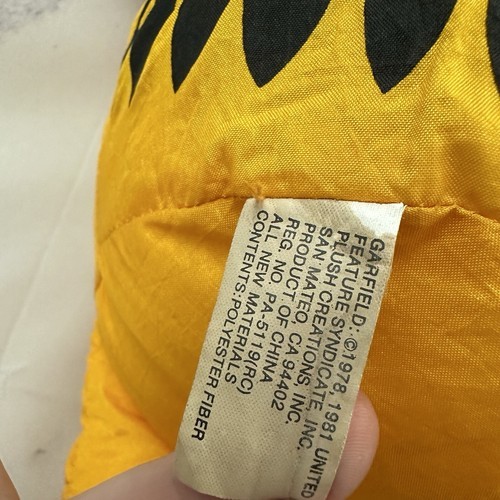 GARFIELD: ©1978, 1981 UNITED
FEATURE SYNDICATE, INC.
PLUSH CREATIONS INC.
SAN MATEO CA 94402
PRODUCT OF CHINA
REG. NO. PA-5119(RC)
ALL NEW MATERIALS
CONTENTS:POLYESTER FIBER